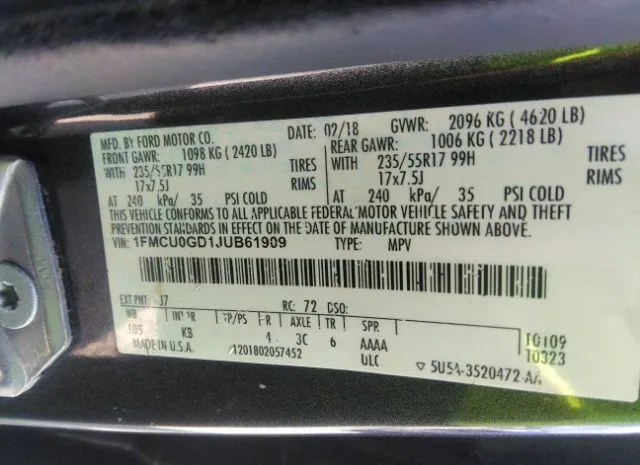 MFD. BY FORD MOTOR CO. DATE: 02/18 GVWR: 2096 KG ( 4620 LB)
FRONT GAWR: 1098 KG ( 2420 LB) REAR GAWR: 1006 KG ( 2218 LB)
WITH 235/55R17 99H TIRES WITH 235/55R17 99H TIRES
17x7.5J RIMS 17x7.5J RIMS
AT 240 kPa/ 35 PSI COLD AT 240 kPa/ 35 PSI COLD
THIS VEHICLE CONFORMS TO ALL APPLICABLE FEDERAL MOTOR VEHICLE SAFETY AND THEFT
PREVENTION STANDARDS IN EFFECT ON THE DATE OF MANUFACTURE SHOWN ABOVE.
VIN: 1FMCU0GD1JUB61909 TYPE: MPV
EXT PNT: J7 RC: 72 DSO:
WB INT TR TP/PS R AXLE TR SPR
105 KB 4 3C 6 AAAA T0109
MADE IN U.S.A. 1201802057452 ULC T0323
5U54-3520472-AA